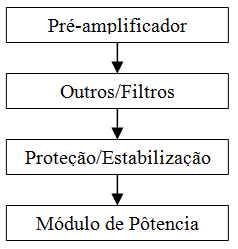 Pré-amplificador
Outros/Filtros
Proteção/Estabilização
Módulo de Pôtencia